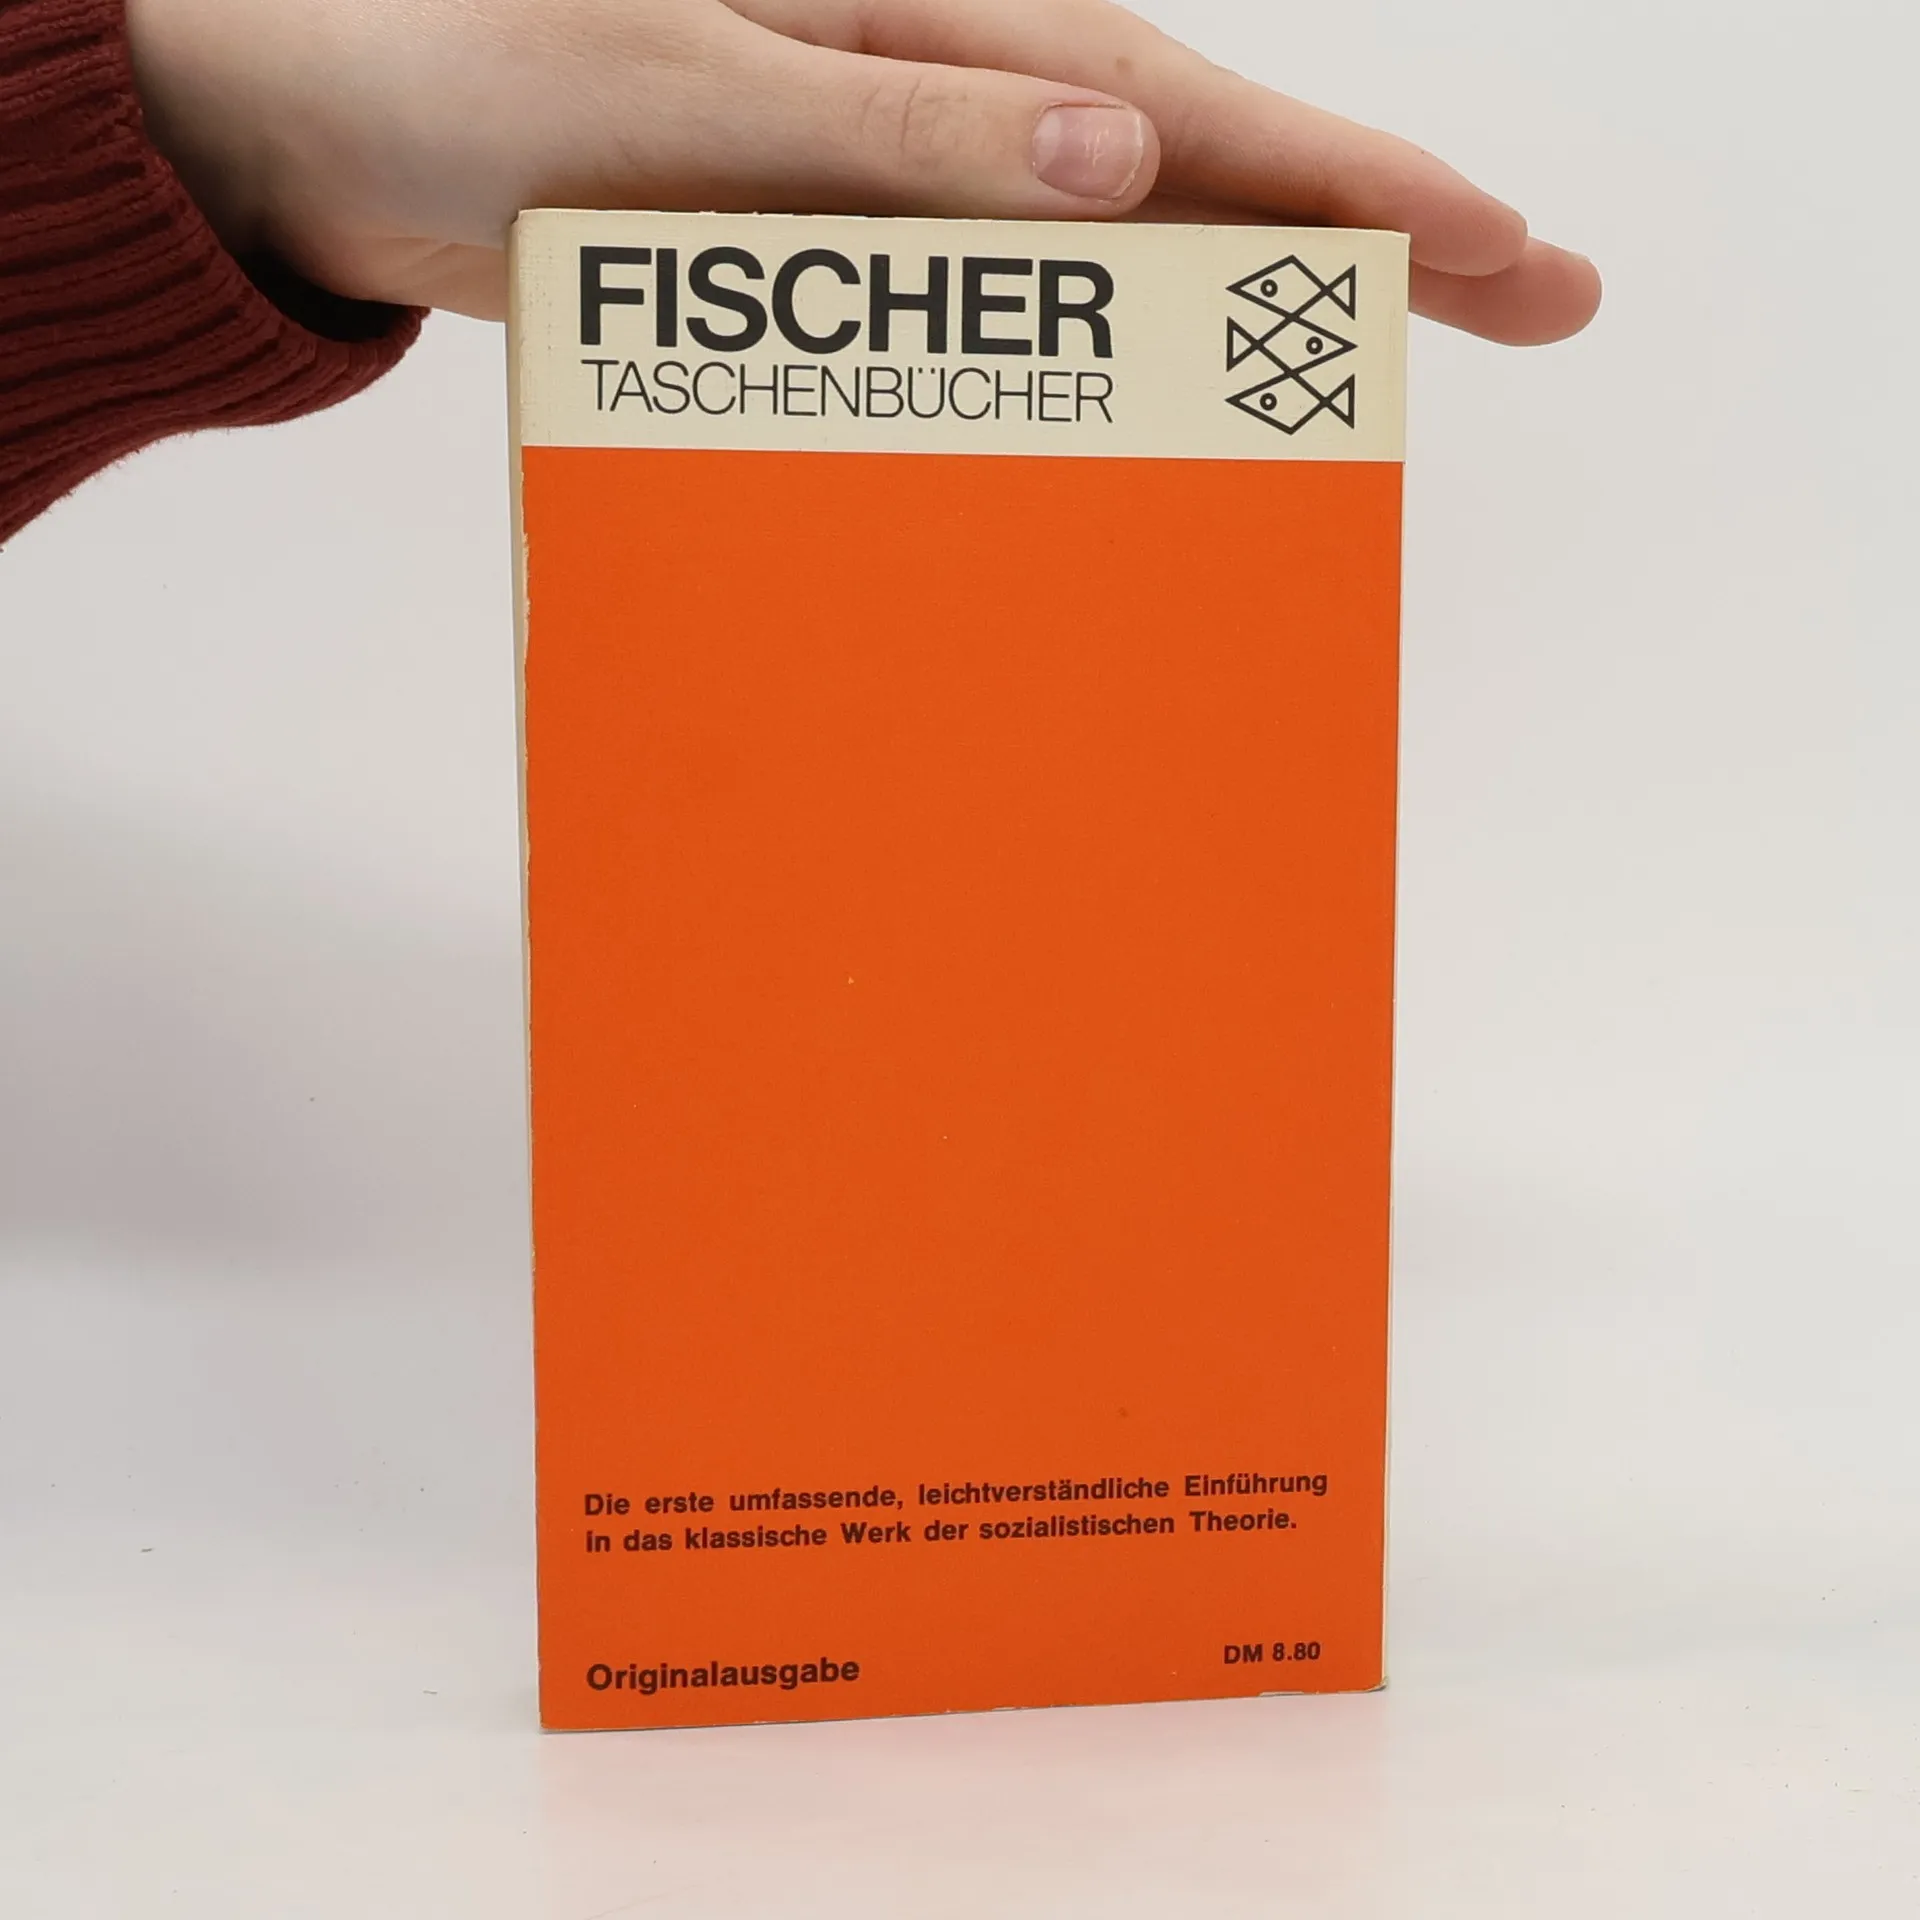 FISCHER
TASCHENBÜCHER
Die erste umfassende, leichtverständliche Einführung
in das klassische Werk der sozialistischen Theorie.
Originalausgabe
DM 8.80